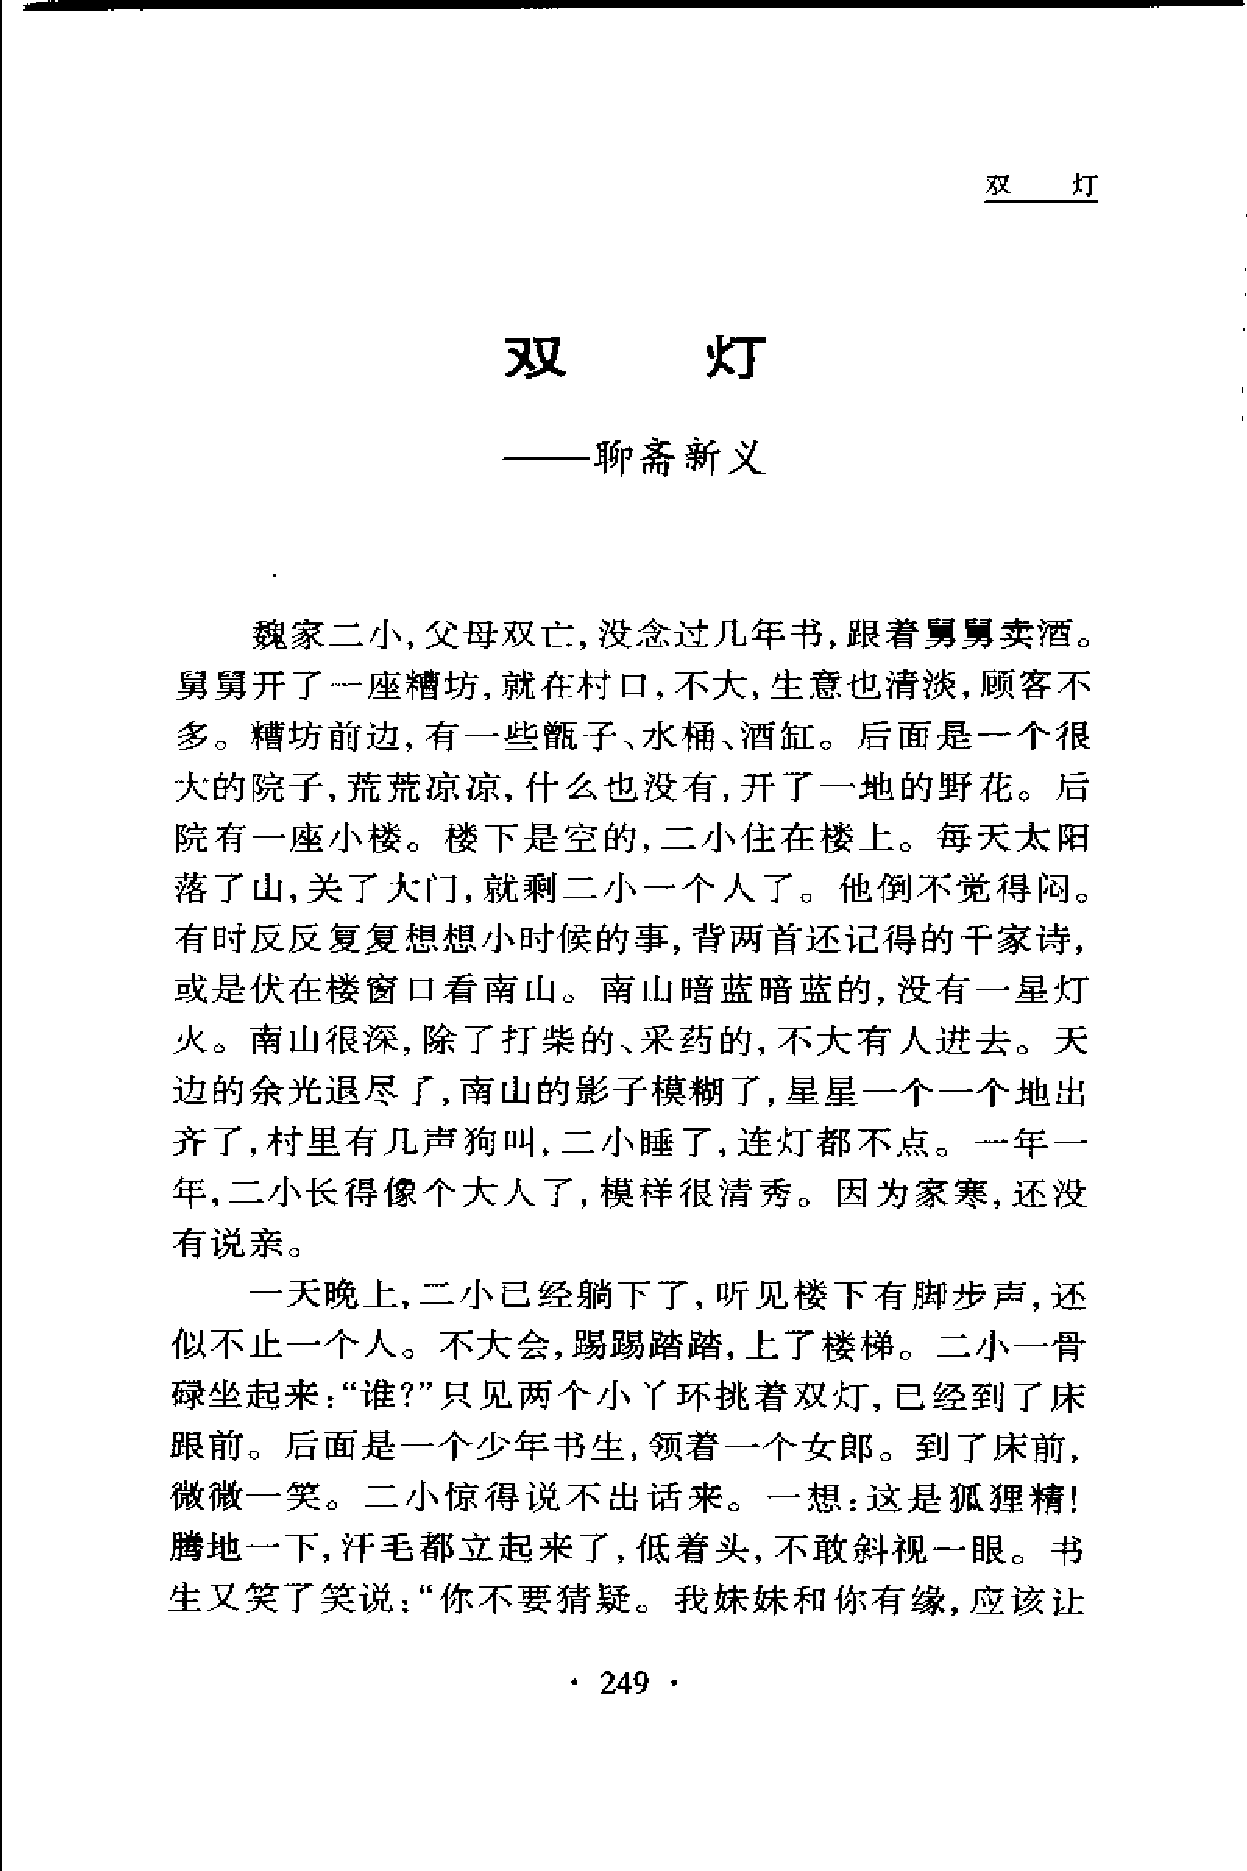 双　　灯
双　　灯
——聊斋新义
魏家二小，父母双亡，没念过几年书，跟着舅舅卖酒。
舅舅开了一座糟坊，就在村口，不大，生意也清淡，顾客不
多。糟坊前边，有一些甑子、水桶、酒缸。后面是一个很
大的院子，荒荒凉凉，什么也没有，开了一地的野花。后
院有一座小楼。楼下是空的，二小住在楼上。每天太阳
落了山，关了大门，就剩二小一个人了。他倒不觉得闷。
有时反反复复想想小时候的事，背两首还记得的千家诗，
或是伏在楼窗口看南山。南山暗蓝暗蓝的，没有一星灯
火。南山很深，除了打柴的、采药的，不大有人进去。天
边的余光退尽了，南山的影子模糊了，星星一个一个地出
齐了，村里有几声狗叫，二小睡了，连灯都不点。一年一
年，二小长得像个大人了，模样很清秀。因为家寒，还没
有说亲。
一天晚上，二小已经躺下了，听见楼下有脚步声，还
似不止一个人。不大会，踢踢踏踏，上了楼梯。二小一骨
碌坐起来：“谁？”只见两个小丫环挑着双灯，已经到了床
跟前。后面是一个少年书生，领着一个女郎。到了床前，
微微一笑。二小惊得说不出话来。一想：这是狐狸精！
腾地一下，汗毛都立起来了，低着头，不敢斜视一眼。书
生又笑了笑说：“你不要猜疑。我妹妹和你有缘，应该让
· 249 ·